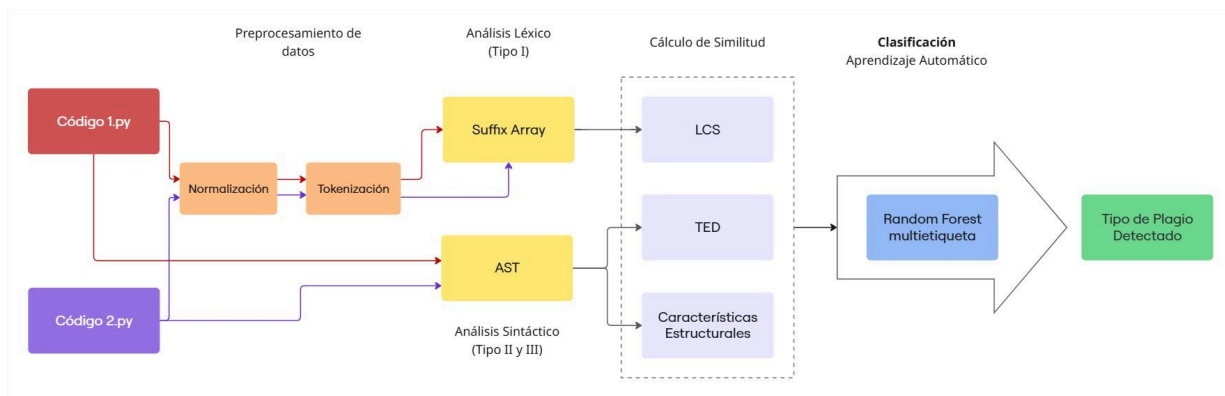 Preprocesamiento de
datos
Análisis Léxico
(Tipo I)
Cálculo de Similitud
Clasificación
Aprendizaje Automático
Código 1.py
Suffix Array
LCS
Normalización
Tokenización
Random Forest
multietiqueta
Tipo de Plagio
Detectado
TED
AST
Código 2.py
Análisis Sintáctico
(Tipo II y III)
Características
Estructurales